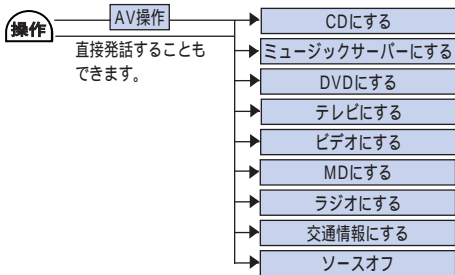 操作
AV操作
直接発話することも
できます。
CDにする
ミュージックサーバーにする
DVDにする
テレビにする
ビデオにする
MDにする
ラジオにする
交通情報にする
ソースオフ